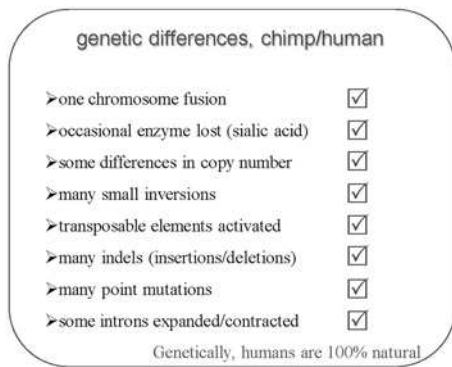 genetic differences, chimp/human
➢one chromosome fusion ☑
➢occasional enzyme lost (sialic acid) ☑
➢some differences in copy number ☑
➢many small inversions ☑
➢transposable elements activated ☑
➢many indels (insertions/deletions) ☑
➢many point mutations ☑
➢some introns expanded/contracted ☑
Genetically, humans are 100% natural